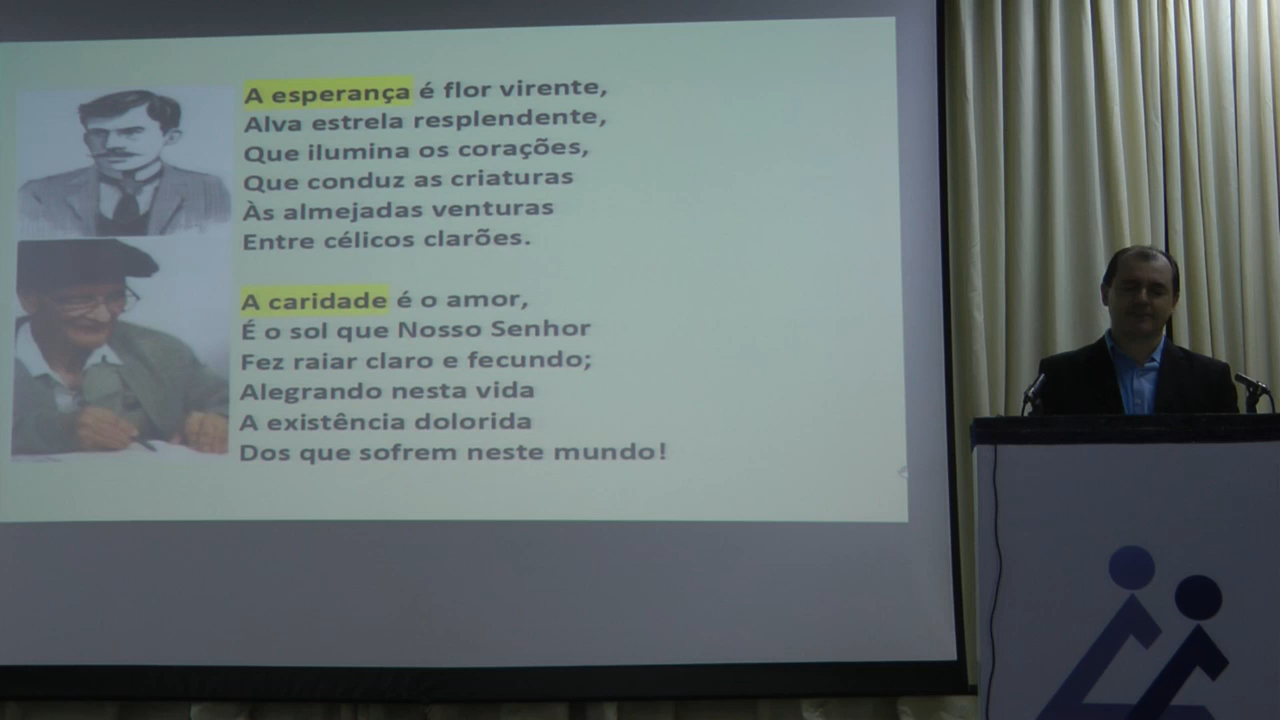 A esperança é flor virente,
Alva estrela resplendente,
Que ilumina os corações,
Que conduz as criaturas
Às almejadas venturas
Entre célicos clarões.
A caridade é o amor,
É o sol que Nosso Senhor
Fez raiar claro e fecundo;
Alegrando nesta vida
A existência dolorida
Dos que sofrem neste mundo!